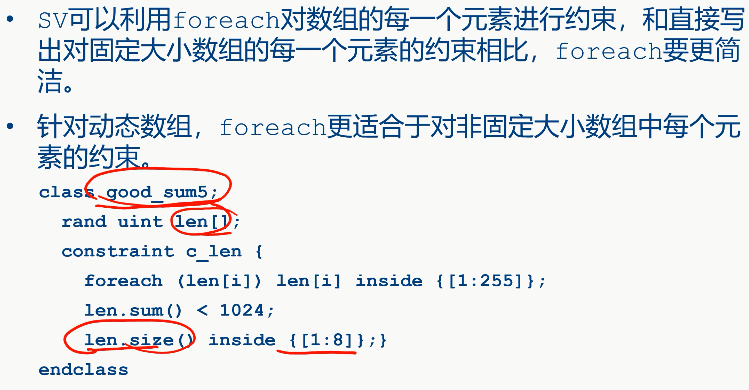 • SV可以利用foreach对数组的每一个元素进行约束，和直接写
出对固定大小数组的每一个元素的约束相比，foreach要更简
洁。
• 针对动态数组，foreach更适合于对非固定大小数组中每个元
素的约束。
class good_sum5;
rand uint len[];
constraint c_len {
foreach (len[i]) len[i] inside {[1:255]};
len.sum() < 1024;
len.size() inside {[1:8]};}
endclass